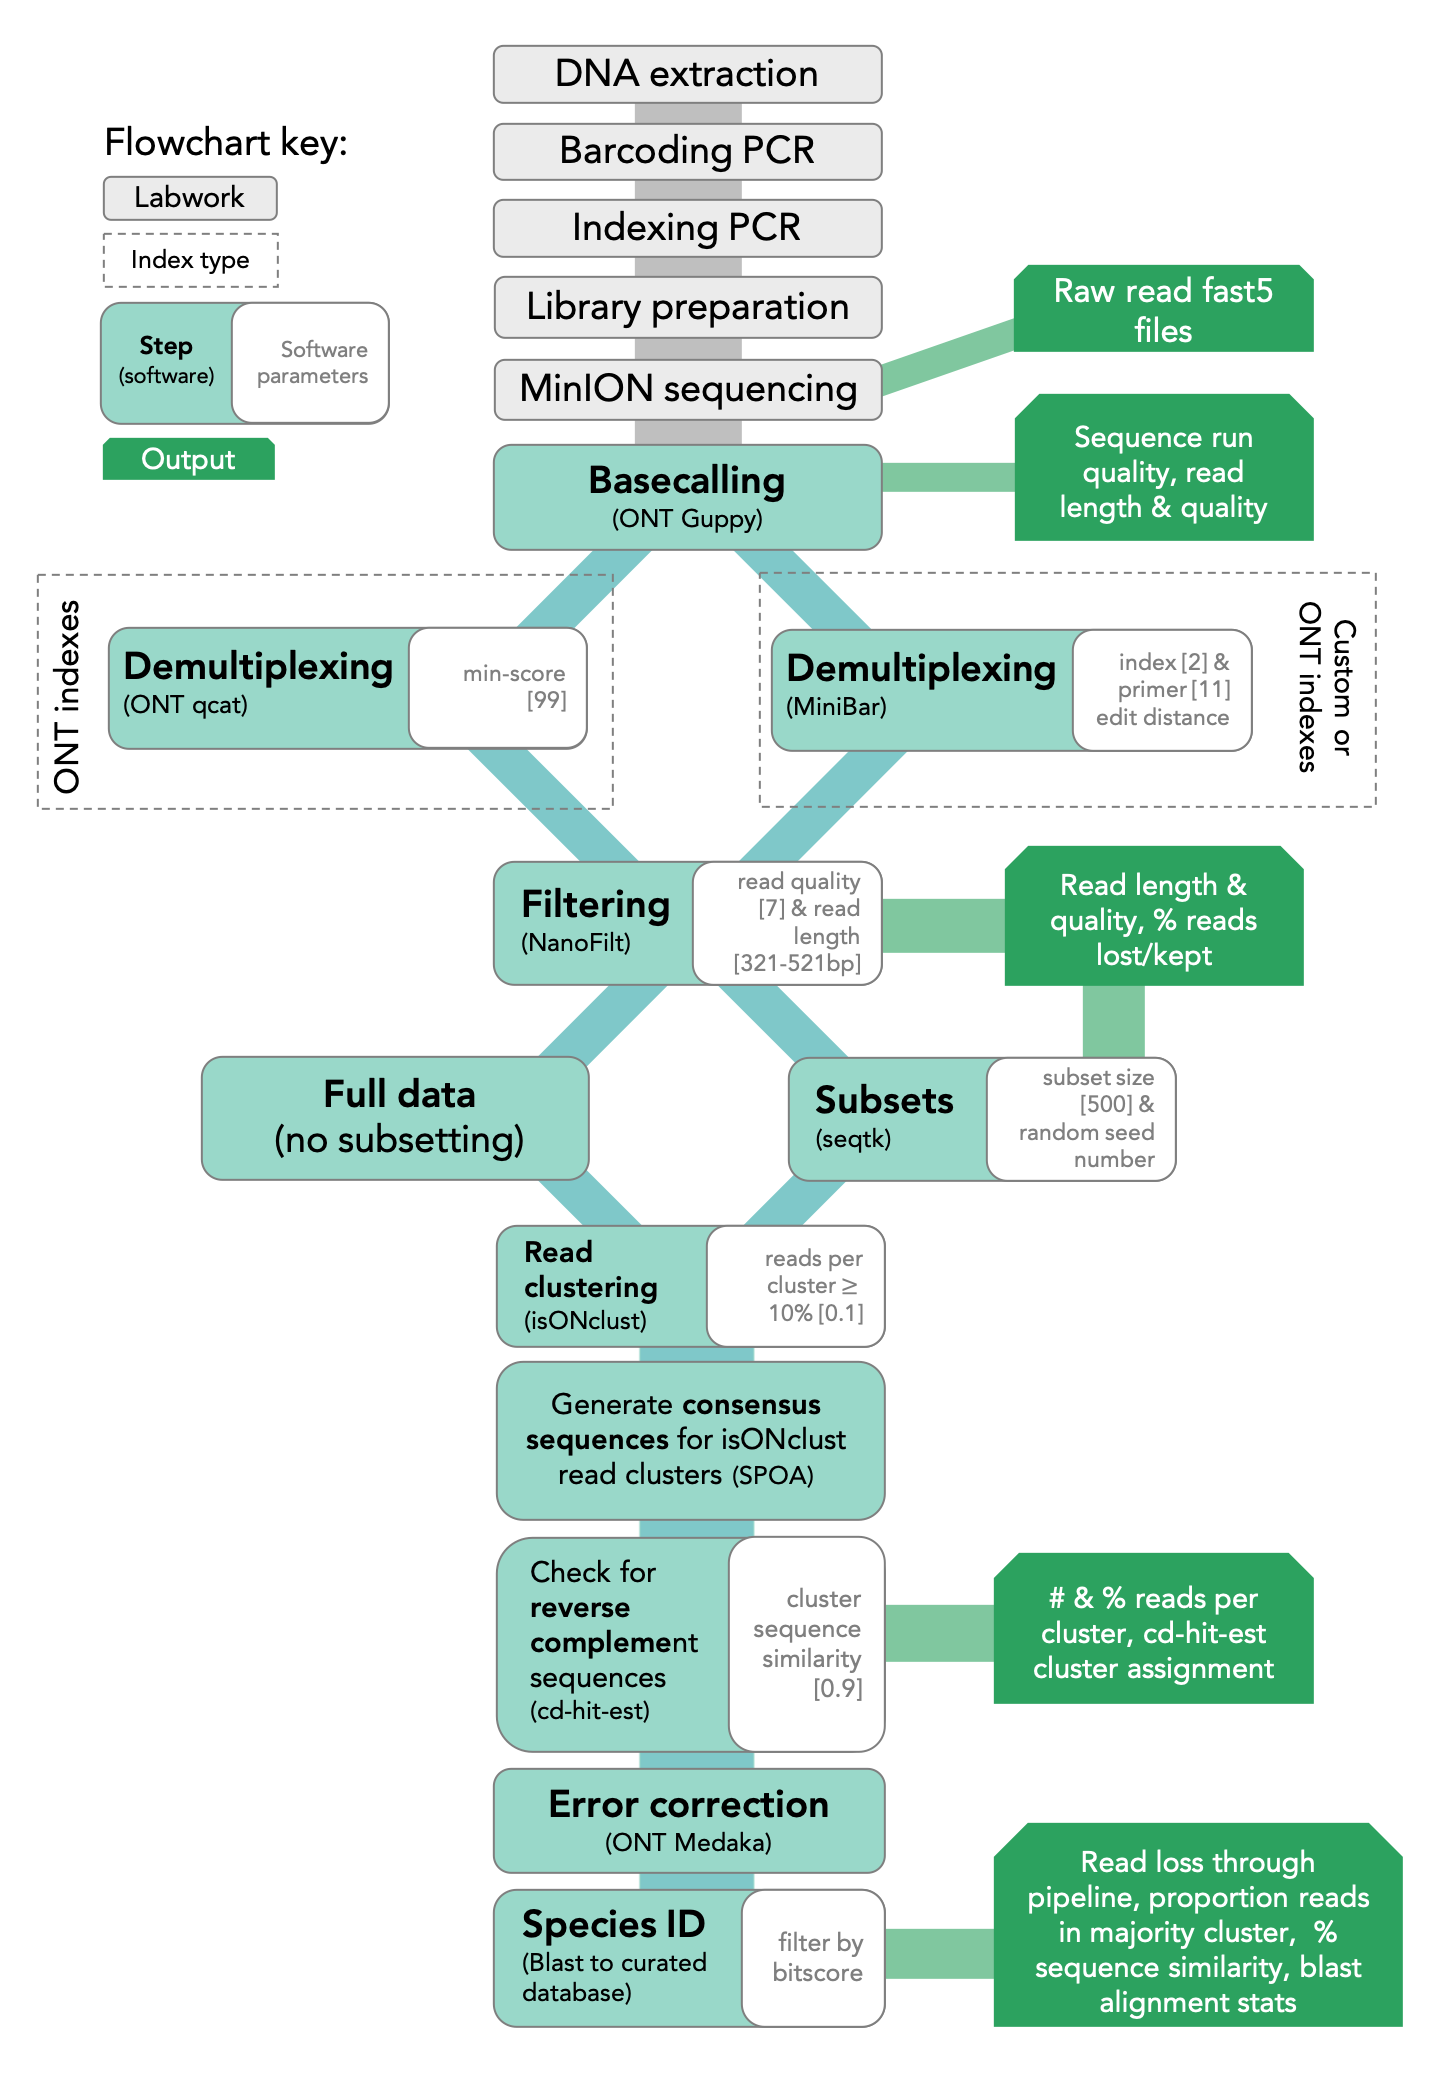 DNA extraction
Barcoding PCR
Indexing PCR
Library preparation
MinION sequencing
Flowchart key:
Labwork
Index type
Step
(software)
Software
parameters
Output
Raw read fast5
files
Basecalling
(ONT Guppy)
Sequence run
quality, read
length & quality
ONT indexes
Demultiplexing
(ONT qcat)
min-score
[99]
Demultiplexing
(MiniBar)
index [2] &
primer [11]
edit distance
Custom or
ONT indexes
Filtering
(NanoFilt)
read quality
[7] & read
length
[321-521bp]
Read length &
quality, % reads
lost/kept
Full data
(no subsetting)
Subsets
(seqtk)
subset size
[500] &
random seed
number
Read
clustering
(isONclust)
reads per
cluster ≥
10% [0.1]
Generate consensus
sequences for isONclust
read clusters (SPOA)
Check for
reverse
complement
sequences
(cd-hit-est)
cluster
sequence
similarity
[0.9]
# & % reads per
cluster, cd-hit-est
cluster assignment
Error correction
(ONT Medaka)
Species ID
(Blast to curated
database)
filter by
bitscore
Read loss through
pipeline, proportion reads
in majority cluster, %
sequence similarity, blast
alignment stats